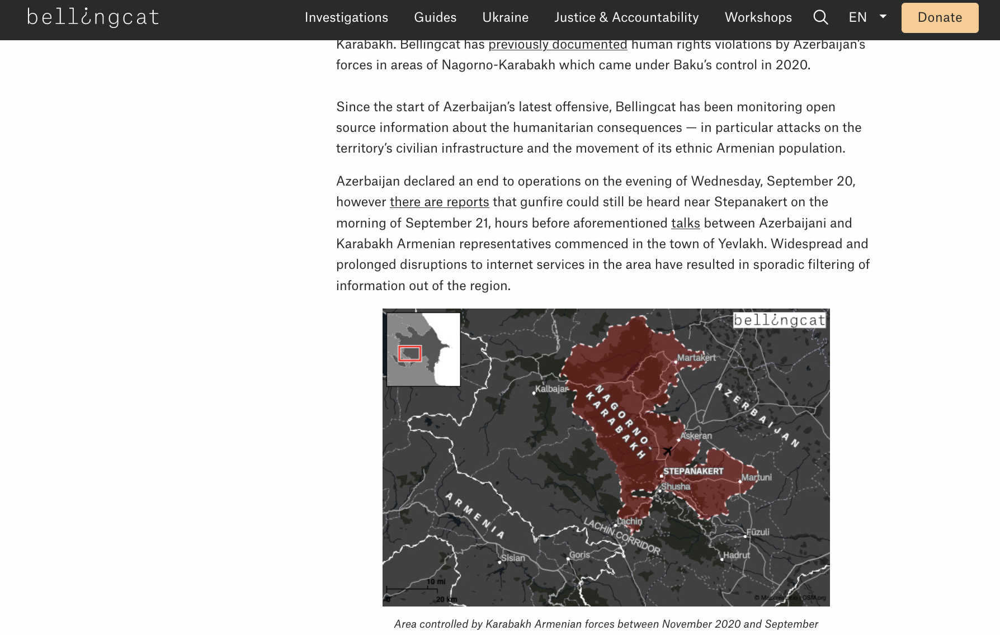 bellingcat
Investigations Guides Ukraine Justice & Accountability Workshops EN Donate
Karabakh. Bellingcat has previously documented human rights violations by Azerbaijan’s
forces in areas of Nagorno-Karabakh which came under Baku’s control in 2020.
Since the start of Azerbaijan’s latest offensive, Bellingcat has been monitoring open
source information about the humanitarian consequences — in particular attacks on the
territory’s civilian infrastructure and the movement of its ethnic Armenian population.
Azerbaijan declared an end to operations on the evening of Wednesday, September 20,
however there are reports that gunfire could still be heard near Stepanakert on the
morning of September 21, hours before aforementioned talks between Azerbaijani and
Karabakh Armenian representatives commenced in the town of Yevlakh. Widespread and
prolonged disruptions to internet services in the area have resulted in sporadic filtering of
information out of the region.
bellingcat
Martakert
Kalbajar
NAGORNO-
KARABAKH
AZERBAIJAN
Askeran
STEPANAKERT
Martuni
Shusha
ARMENIA
Lachin
LACHIN CORRIDOR
Füzuli
Sisian
Goris
Hadrut
10 mi
0 20 km
OSM.org
Area controlled by Karabakh Armenian forces between November 2020 and September